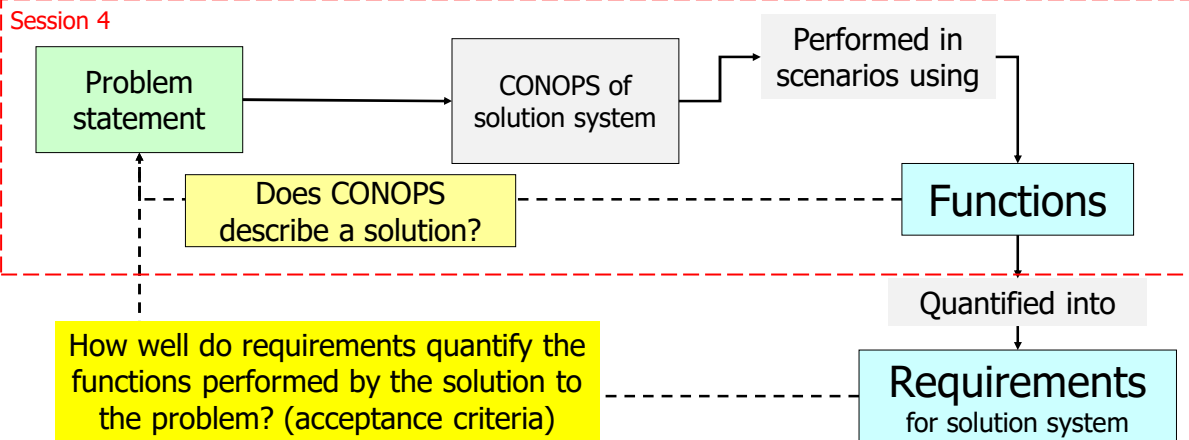 Session 4
Problem
statement
CONOPS of
solution system
Performed in
scenarios using
Does CONOPS
describe a solution?
Functions
Quantified into
How well do requirements quantify the
functions performed by the solution to
the problem? (acceptance criteria)
Requirements
for solution system